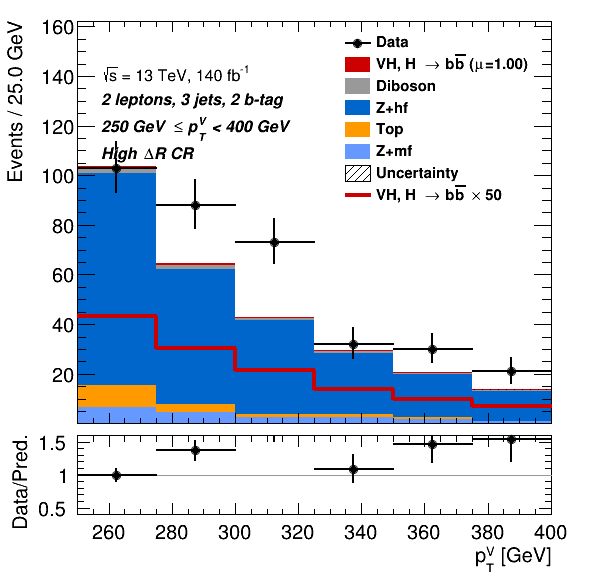 Events / 25.0 GeV
160
140
120
100
80
60
40
20
√s = 13 TeV, 140 fb⁻¹
2 leptons, 3 jets, 2 b-tag
250 GeV ≤ p_T^V < 400 GeV
High ΔR CR
Data
VH, H → bb̅ (μ=1.00)
Diboson
Z+hf
Top
Z+mf
Uncertainty
VH, H → bb̅ × 50
Data/Pred.
1.5
1
0.5
260 280 300 320 340 360 380 400
p_T^V [GeV]